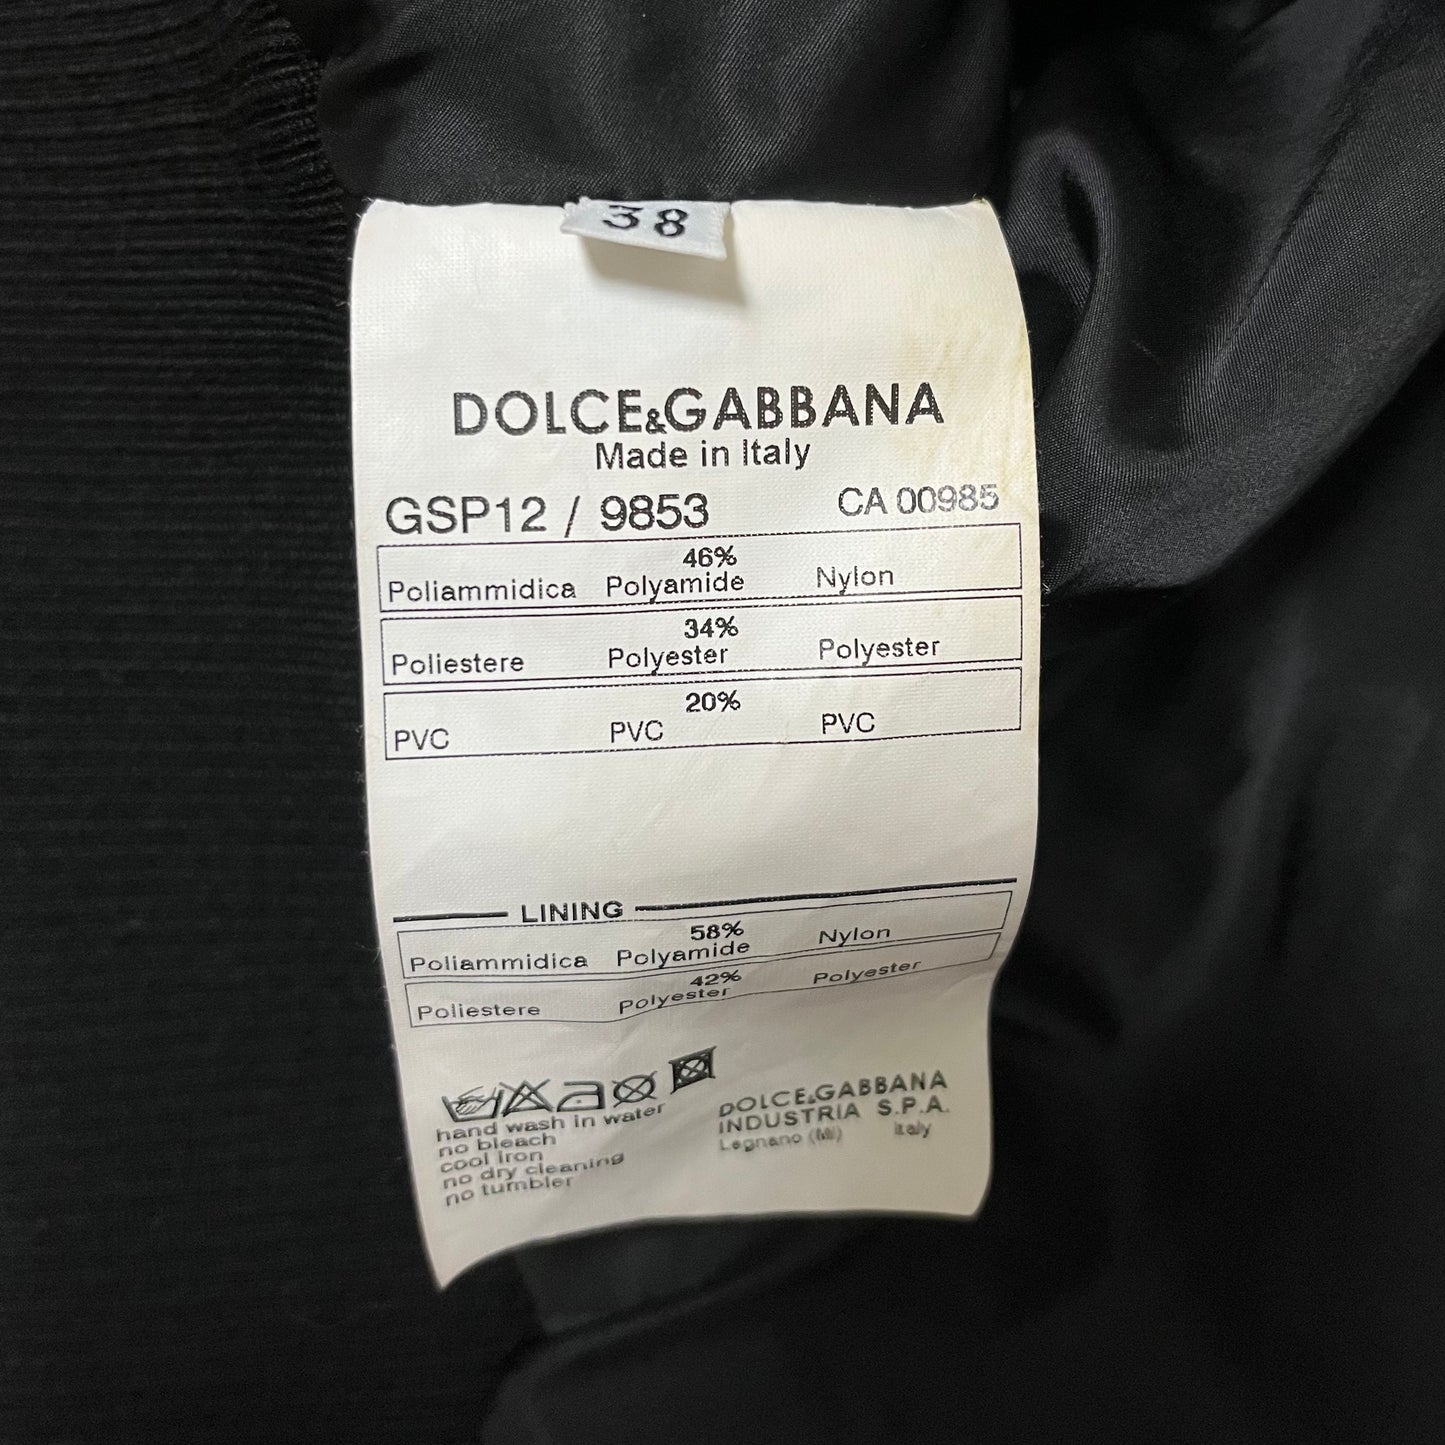 38
DOLCE&GABBANA
Made in Italy
GSP12 / 9853 CA 00985
46%
Poliammidica Polyamide Nylon
34%
Poliestere Polyester Polyester
20%
PVC PVC PVC
LINING
58%
Poliammidica Polyamide Nylon
42%
Poliestere Polyester Polyester
hand wash in water
no bleach
cool iron
no dry cleaning
no tumbler
DOLCE&GABBANA
INDUSTRIA S.P.A.
Legnano (MI) Italy